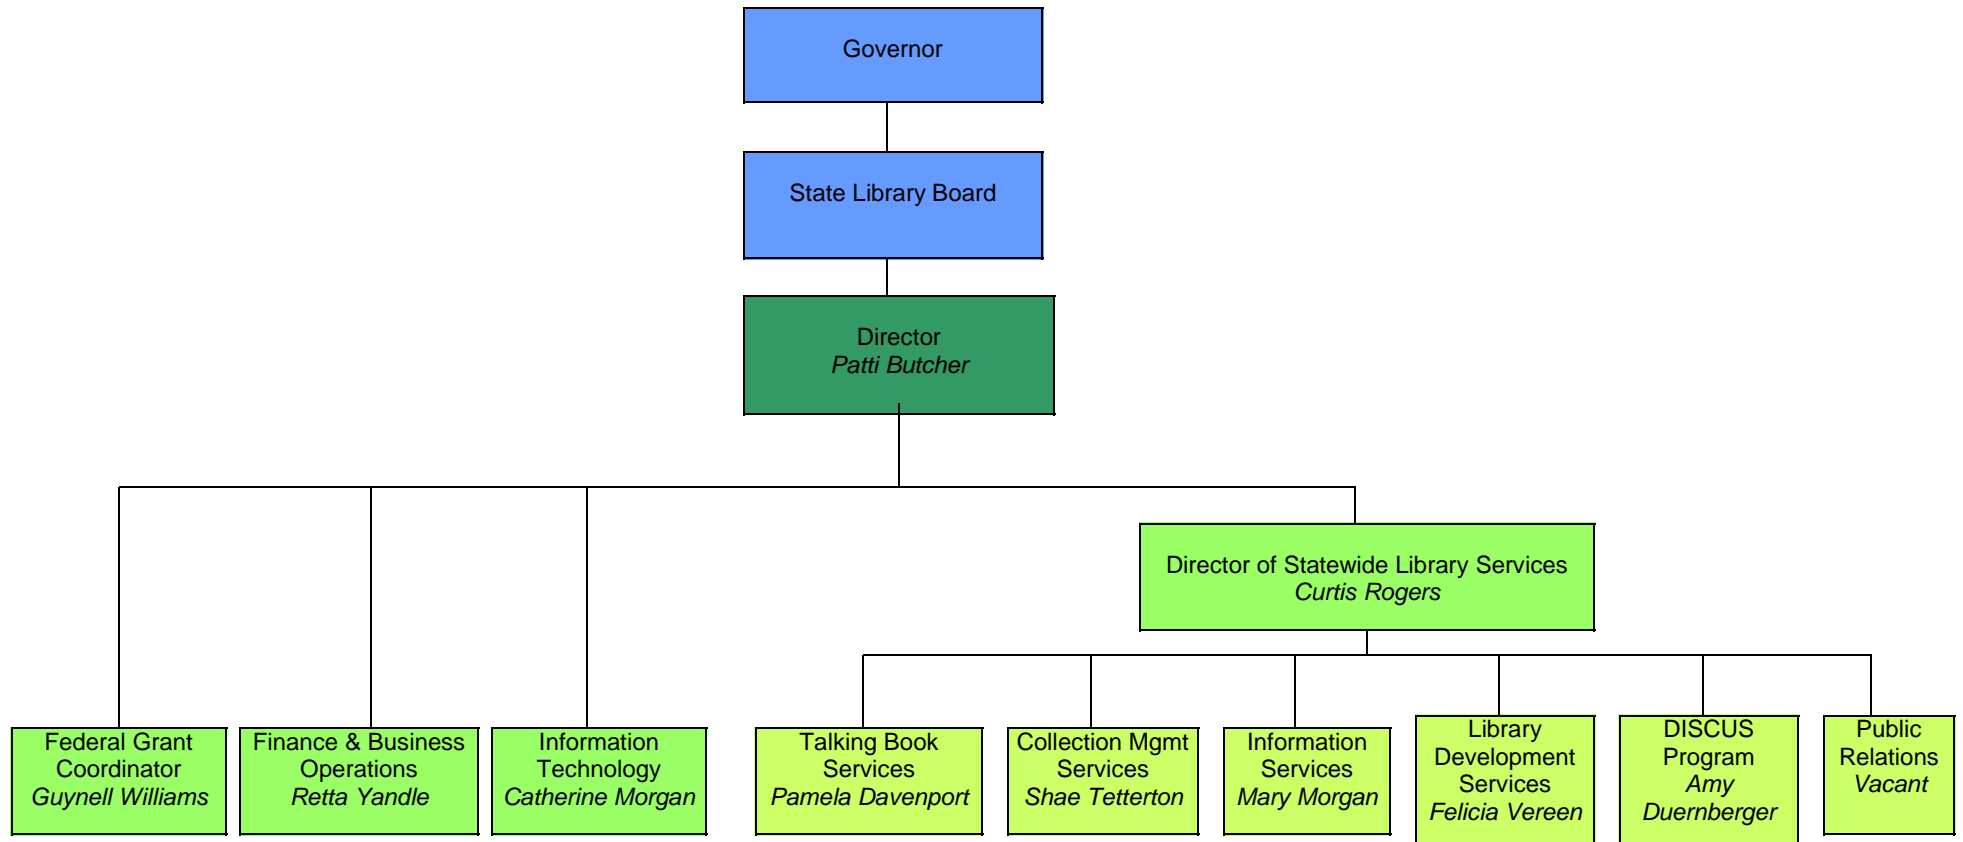 Governor
State Library Board
Director
Patti Butcher
Director of Statewide Library Services
Curtis Rogers
Federal Grant
Coordinator
Guynell Williams
Finance & Business
Operations
Retta Yandle
Information
Technology
Catherine Morgan
Talking Book
Services
Pamela Davenport
Collection Mgmt
Services
Shae Tetterton
Information
Services
Mary Morgan
Library
Development
Services
Felicia Vereen
DISCUS
Program
Amy
Duernberger
Public
Relations
Vacant